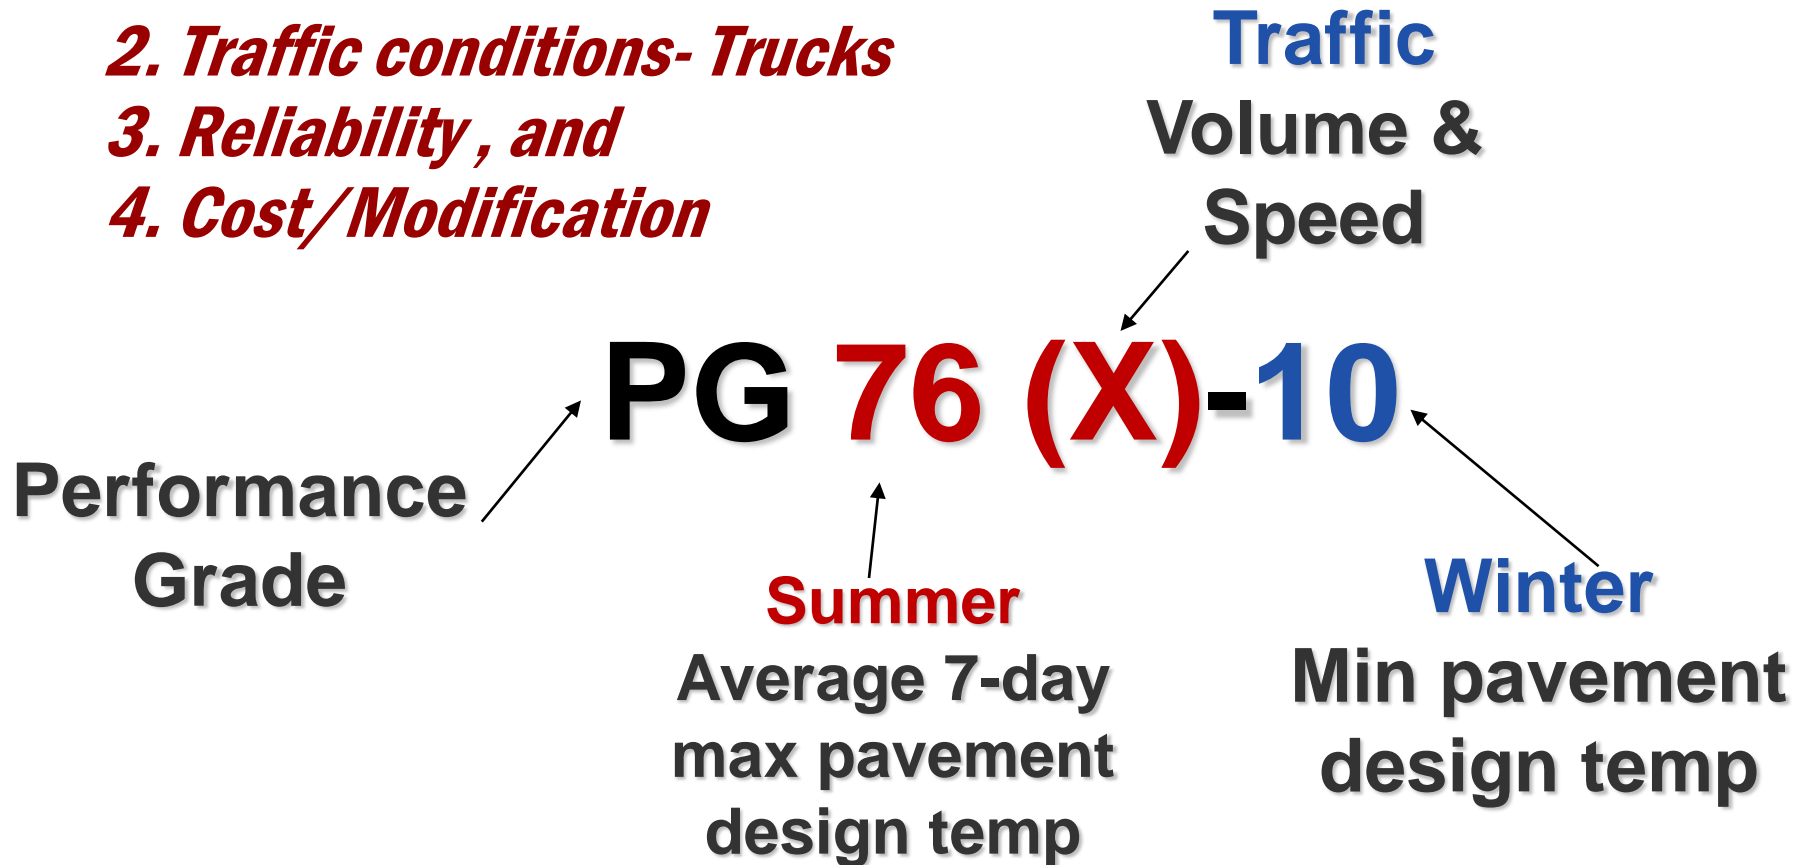 2. Traffic conditions- Trucks
3. Reliability , and
4. Cost/Modification
Traffic
Volume &
Speed
PG 76 (X)-10
Performance
Grade
Summer
Average 7-day
max pavement
design temp
Winter
Min pavement
design temp